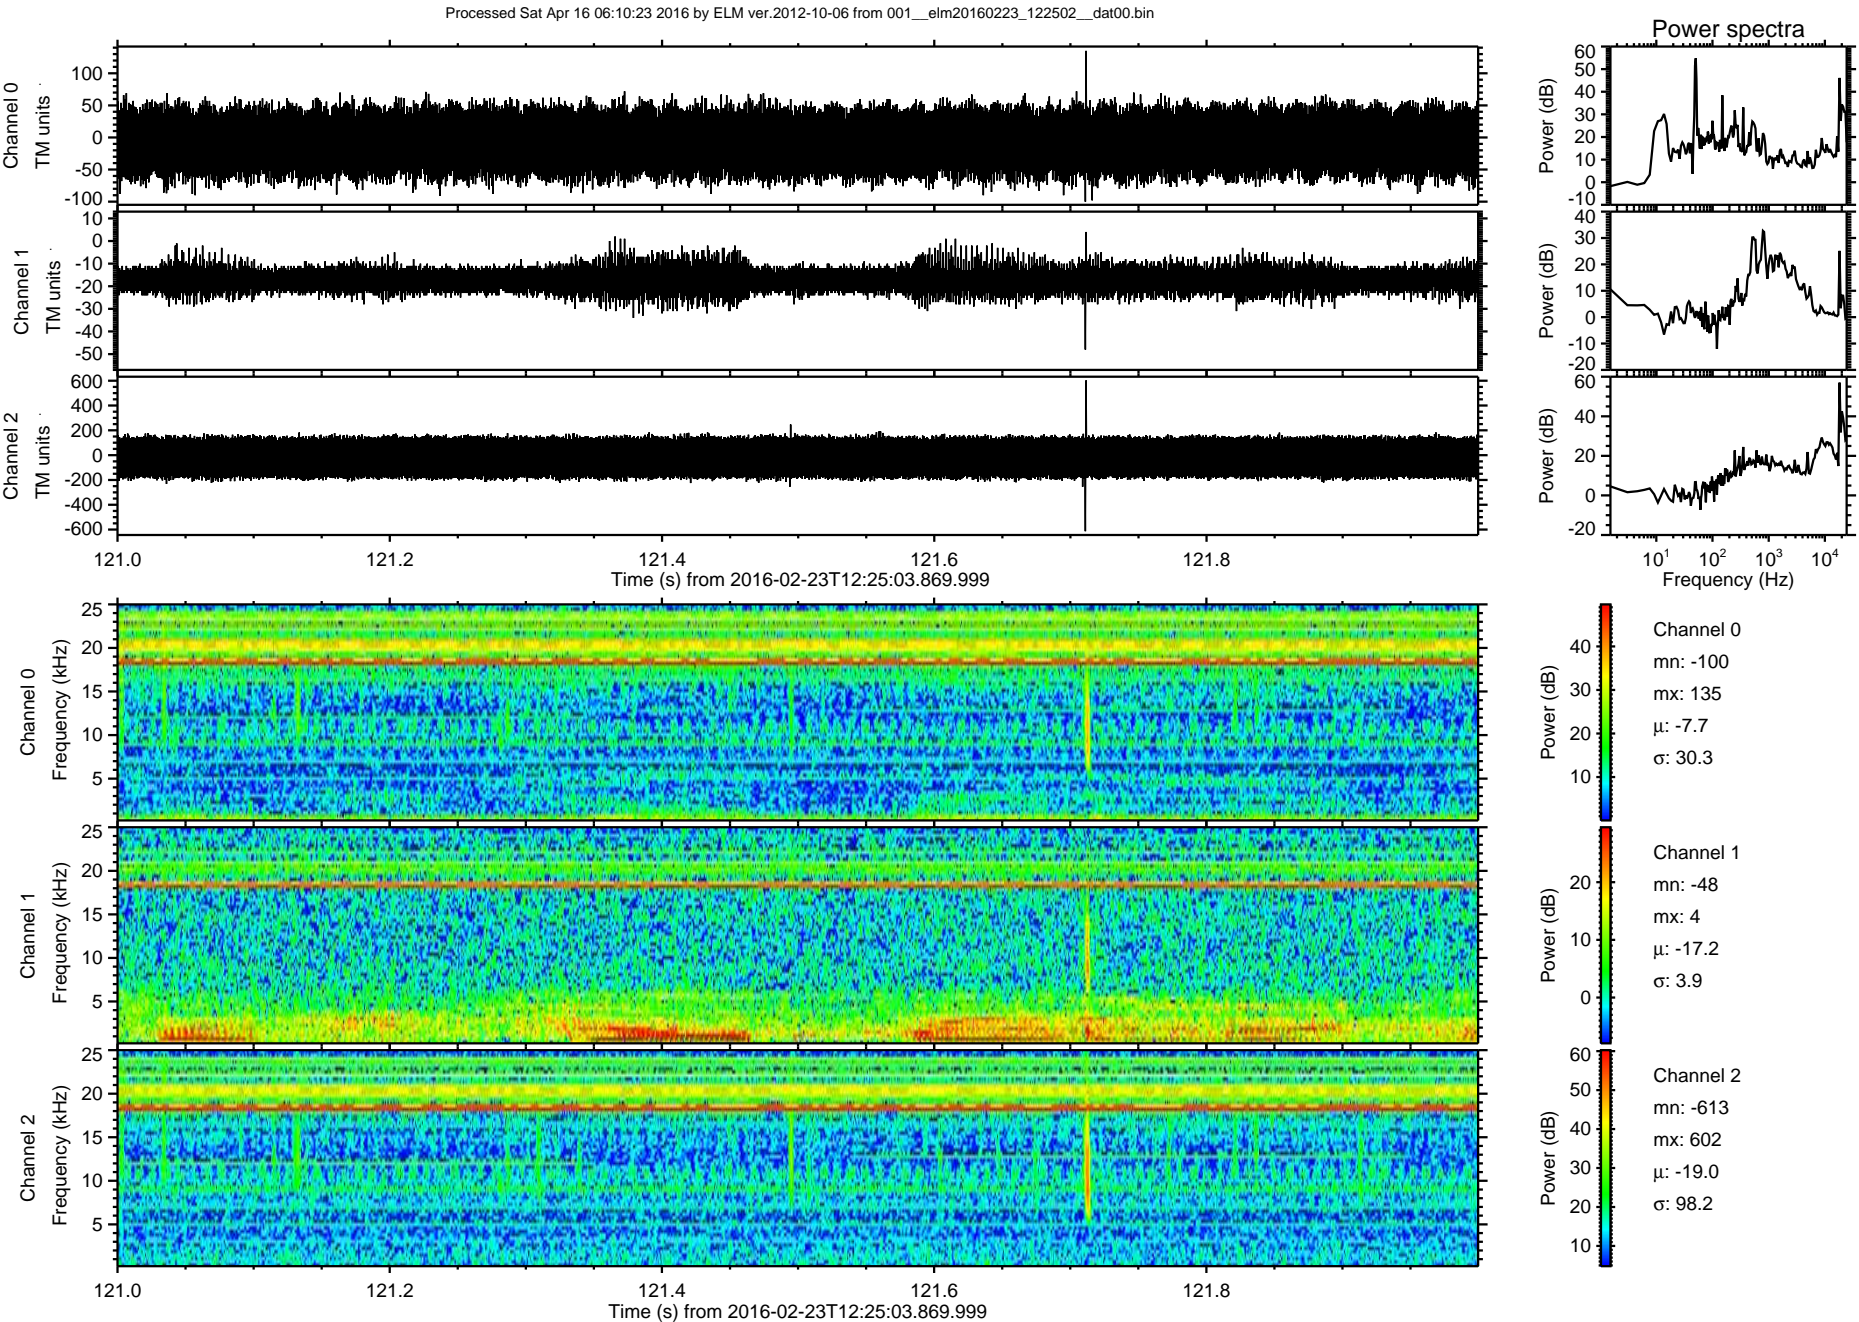 Processed Sat Apr 16 06:10:23 2016 by ELM ver.2012-10-06 from 001__elm20160223_122502__dat00.bin
Power spectra
Channel 0
TM units
100
50
0
-50
-100
Power (dB)
60
50
40
30
20
10
0
-10
Channel 1
TM units
10
0
-10
-20
-30
-40
-50
Power (dB)
40
30
20
10
0
-10
-20
Channel 2
TM units
600
400
200
0
-200
-400
-600
Power (dB)
60
40
20
0
-20
121.0 121.2 121.4 121.6 121.8
Time (s) from 2016-02-23T12:25:03.869.999
10¹ 10² 10³ 10⁴
Frequency (Hz)
Channel 0
Frequency (kHz)
25
20
15
10
5
Power (dB)
40
30
20
10
Channel 0
mn: -100
mx: 135
μ: -7.7
σ: 30.3
Channel 1
Frequency (kHz)
25
20
15
10
5
Power (dB)
20
10
0
Channel 1
mn: -48
mx: 4
μ: -17.2
σ: 3.9
Channel 2
Frequency (kHz)
25
20
15
10
5
Power (dB)
60
50
40
30
20
10
Channel 2
mn: -613
mx: 602
μ: -19.0
σ: 98.2
121.0 121.2 121.4 121.6 121.8
Time (s) from 2016-02-23T12:25:03.869.999